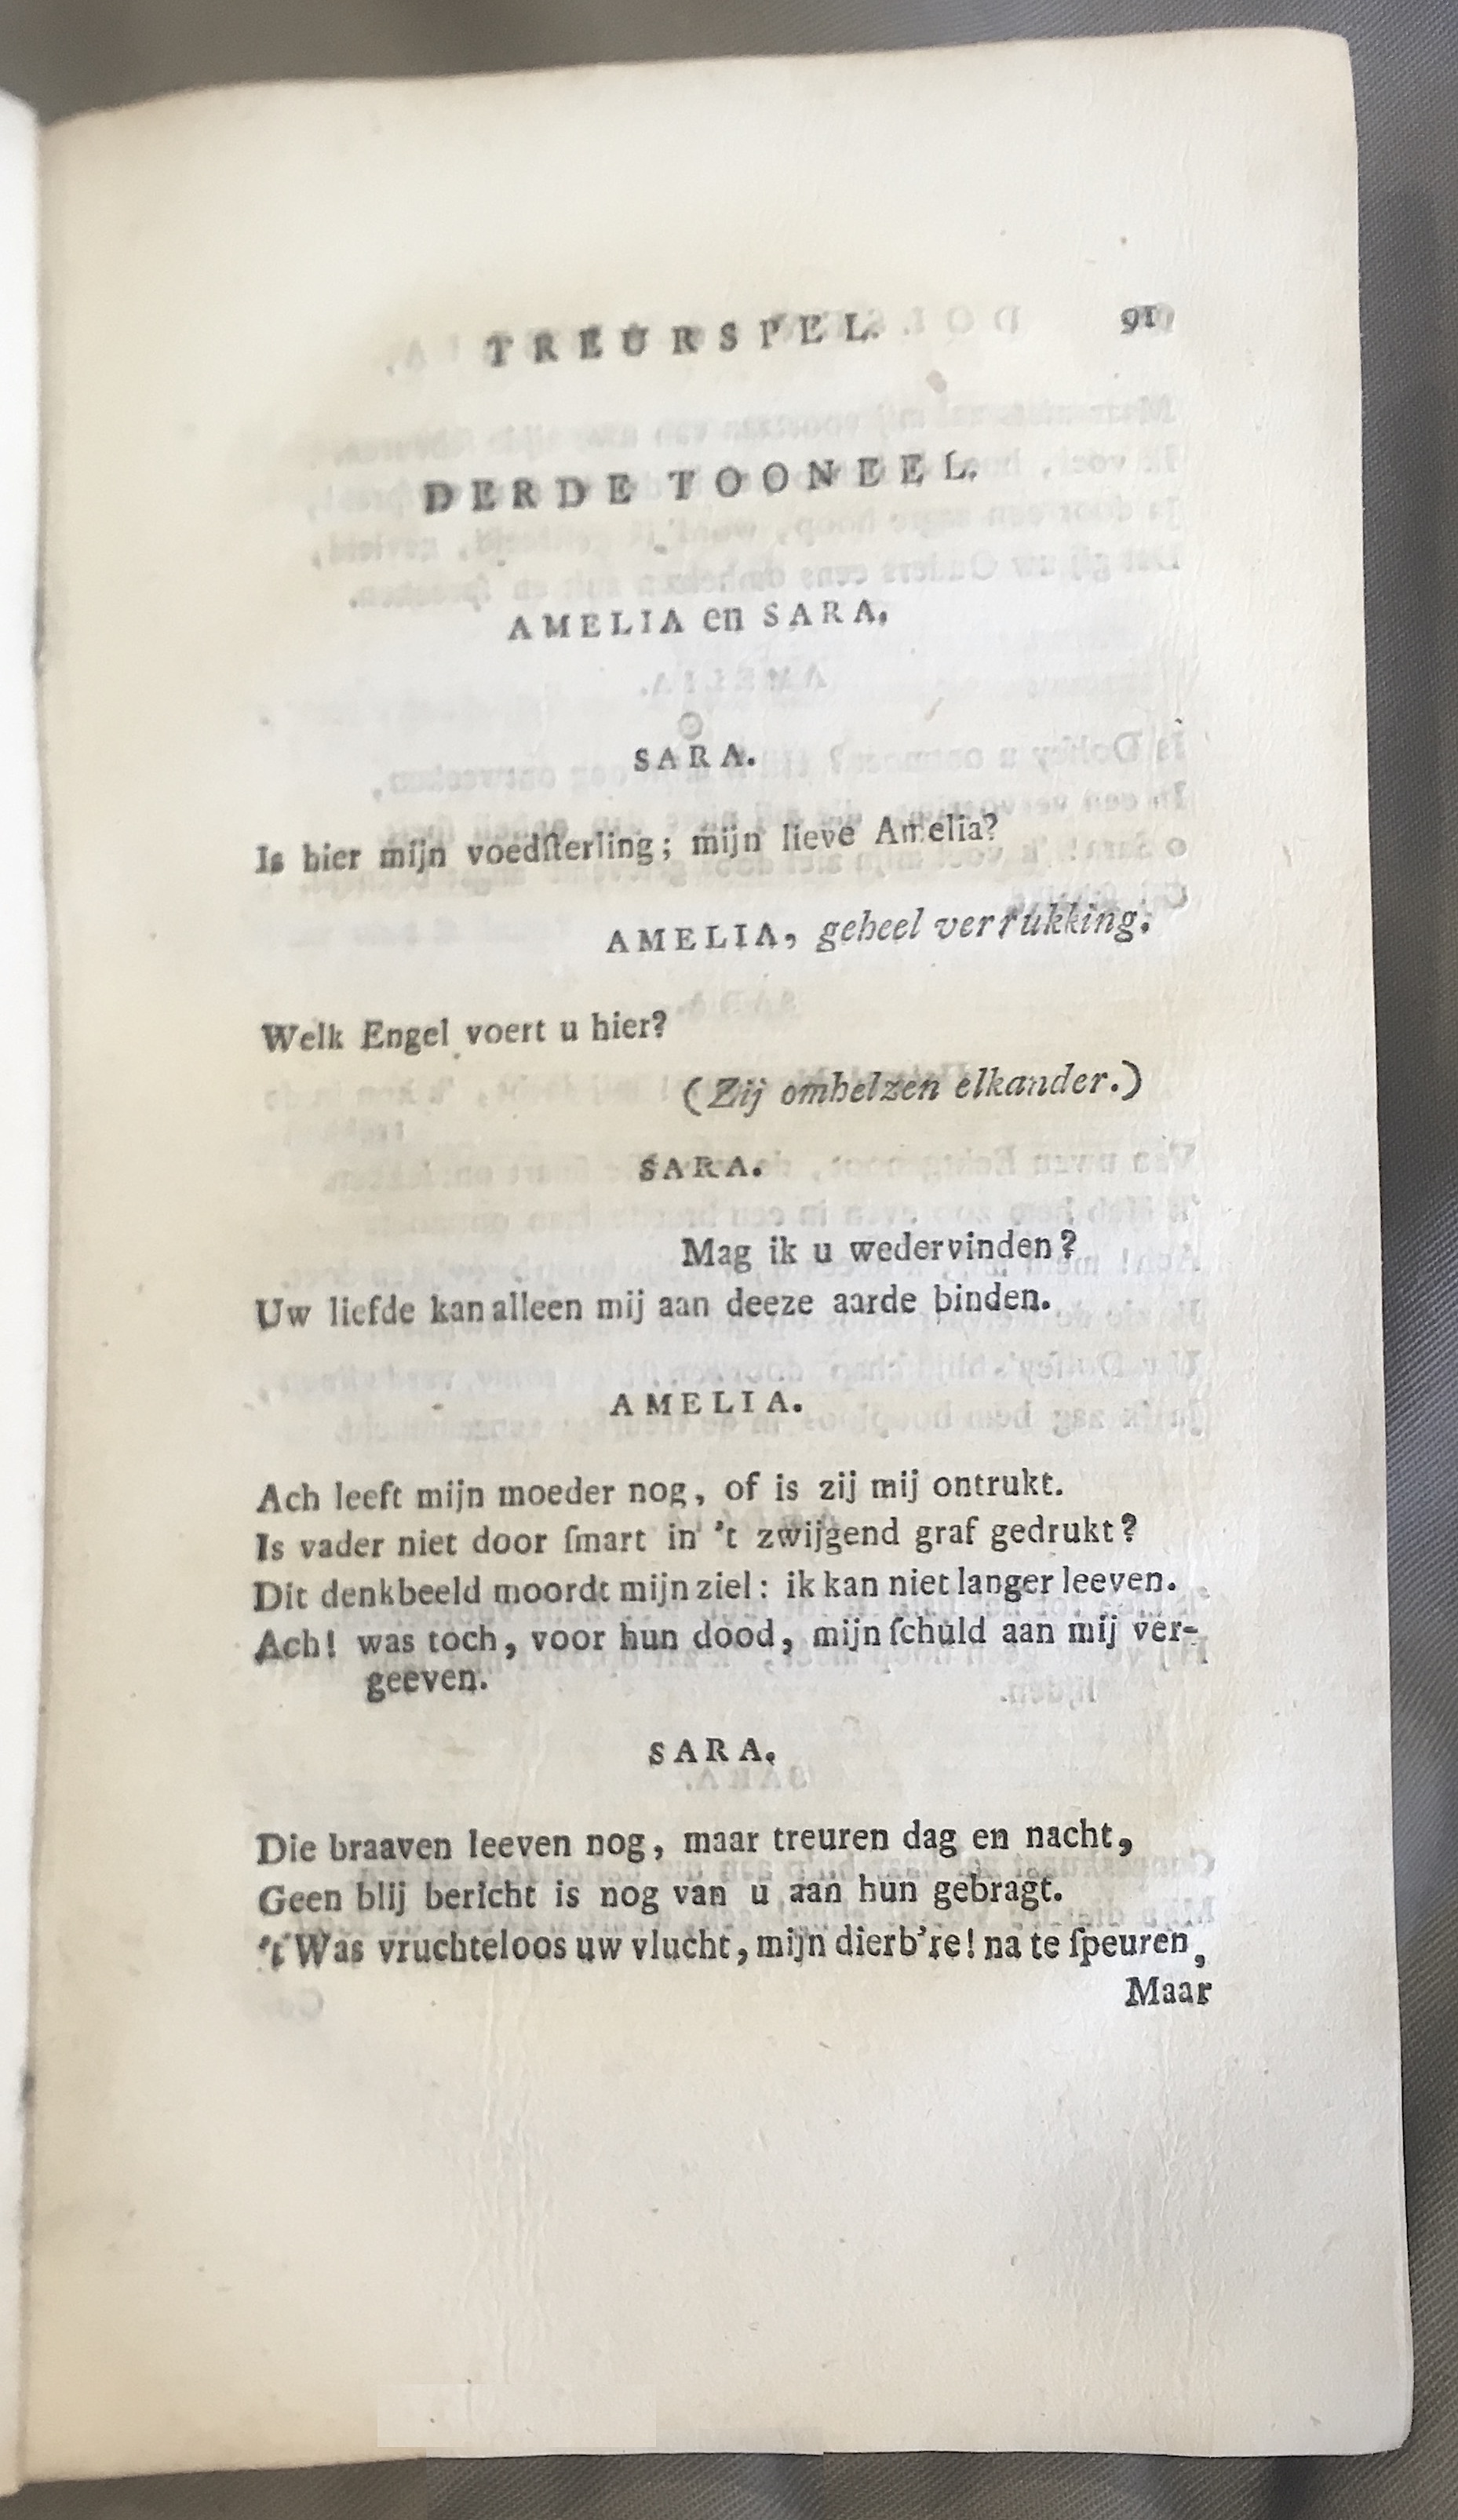 TREURSPEL. 91
DERDE TOONEEL.
AMELIA en SARA.
SARA.
Is hier mijn voedſterling; mijn lieve Amelia?
AMELIA, geheel verrukking.
Welk Engel voert u hier?
(Zij omhelzen elkander.)
SARA.
Mag ik u wedervinden?
Uw liefde kan alleen mij aan deeze aarde binden.
AMELIA.
Ach leeft mijn moeder nog, of is zij mij ontrukt.
Is vader niet door ſmart in 't zwijgend graf gedrukt?
Dit denkbeeld moordt mijn ziel: ik kan niet langer leeven.
Ach! was toch, voor hun dood, mijn ſchuld aan mij ver-
geeven.
SARA.
Die braaven leeven nog, maar treuren dag en nacht,
Geen blij bericht is nog van u aan hun gebragt.
't Was vruchteloos uw vlucht, mijn dierb're! na te ſpeuren,
Maar